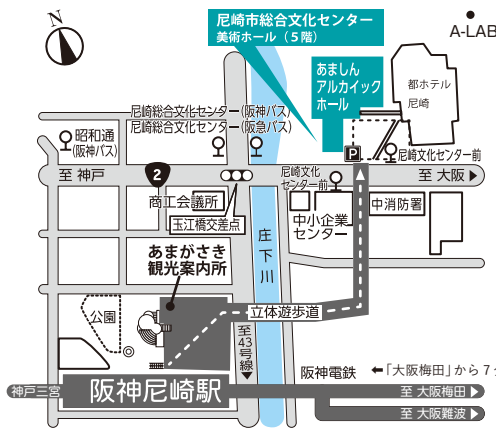 N
尼崎市総合文化センター
美術ホール（5階）
A-LAB
あましん
アルカイック
ホール
都ホテル
尼崎
尼崎総合文化センター(阪神バス)
尼崎総合文化センター(阪急バス)
昭和通
(阪神バス)
P
尼崎文化センター前
至 神戸
2
尼崎文化
センター前
至 大阪
商工会議所
玉江橋交差点
中小企業
センター
中消防署
あまがさき
観光案内所
庄下川
公園
立体遊歩道
至43号線
阪神電鉄
←「大阪梅田」から7分
神戸三宮
阪神尼崎駅
至 大阪梅田
至 大阪難波